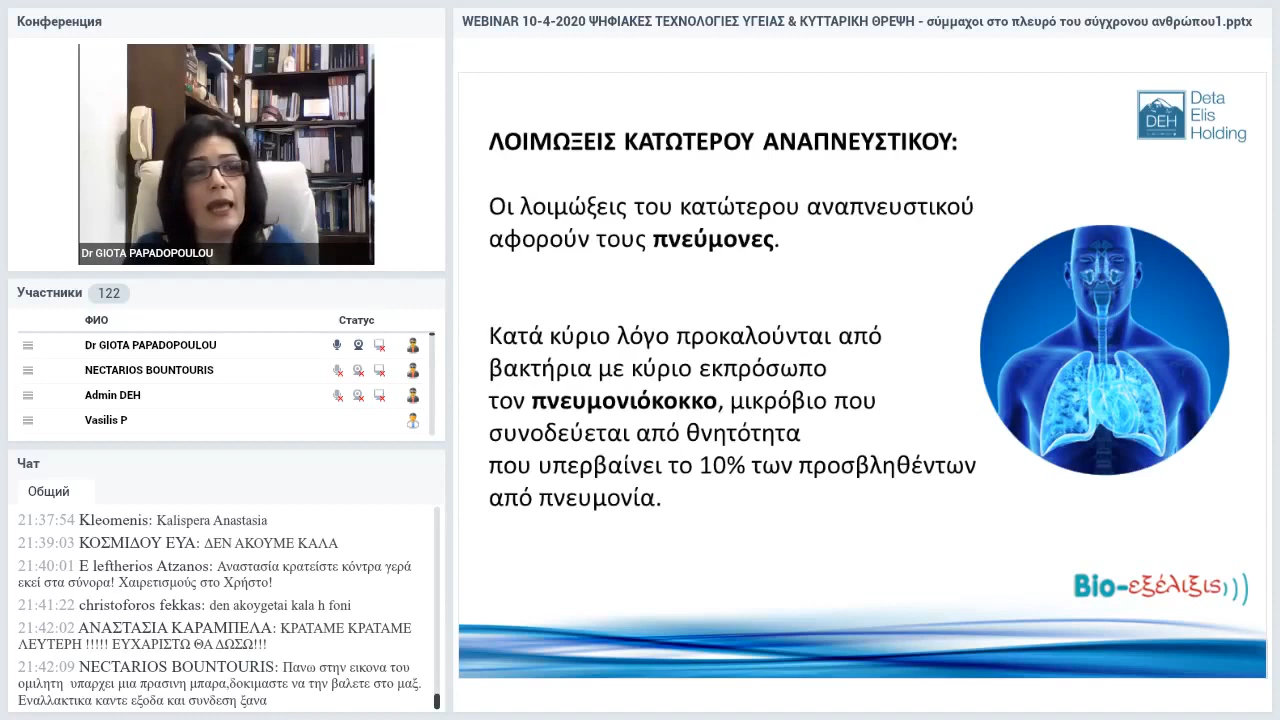 Конференция
Dr GIOTA PAPADOPOULOU
Участники 122
ФИО Статус
Dr GIOTA PAPADOPOULOU
NECTARIOS BOUNTOURIS
Admin DEH
Vasilis P
Чат
Общий
21:37:54 Kleomenis: Kalispera Anastasia
21:39:03 ΚΟΣΜΙΔΟΥ ΕΥΑ: ΔΕΝ ΑΚΟΥΜΕ ΚΑΛΑ
21:40:01 E leftherios Atzanos: Αναστασία κρατείστε κόντρα γερά
εκεί στα σύνορα! Χαιρετισμούς στο Χρήστο!
21:41:22 christoforos fekkas: den akoygetai kala h foni
21:42:02 ΑΝΑΣΤΑΣΙΑ ΚΑΡΑΜΠΕΛΑ: ΚΡΑΤΑΜΕ ΚΡΑΤΑΜΕ
ΛΕΥΤΕΡΗ !!!!! ΕΥΧΑΡΙΣΤΩ ΘΑ ΔΩΣΩ!!!
21:42:09 NECTARIOS BOUNTOURIS: Πανω στην εικονα του
ομιλητη υπαρχει μια πρασινη μπαρα,δοκιμαστε να την βαλετε στο μαξ.
Εναλλακτικα καντε εξοδα και συνδεση ξανα
WEBINAR 10-4-2020 ΨΗΦΙΑΚΕΣ ΤΕΧΝΟΛΟΓΙΕΣ ΥΓΕΙΑΣ & ΚΥΤΤΑΡΙΚΗ ΘΡΕΨΗ - σύμμαχοι στο πλευρό του σύγχρονου ανθρώπου1.pptx
DEH
Deta
Elis
Holding
ΛΟΙΜΩΞΕΙΣ ΚΑΤΩΤΕΡΟΥ ΑΝΑΠΝΕΥΣΤΙΚΟΥ:
Οι λοιμώξεις του κατώτερου αναπνευστικού
αφορούν τους πνεύμονες.
Κατά κύριο λόγο προκαλούνται από
βακτήρια με κύριο εκπρόσωπο
τον πνευμονιόκοκκο, μικρόβιο που
συνοδεύεται από θνητότητα
που υπερβαίνει το 10% των προσβληθέντων
από πνευμονία.
Bio-εξέλιξις